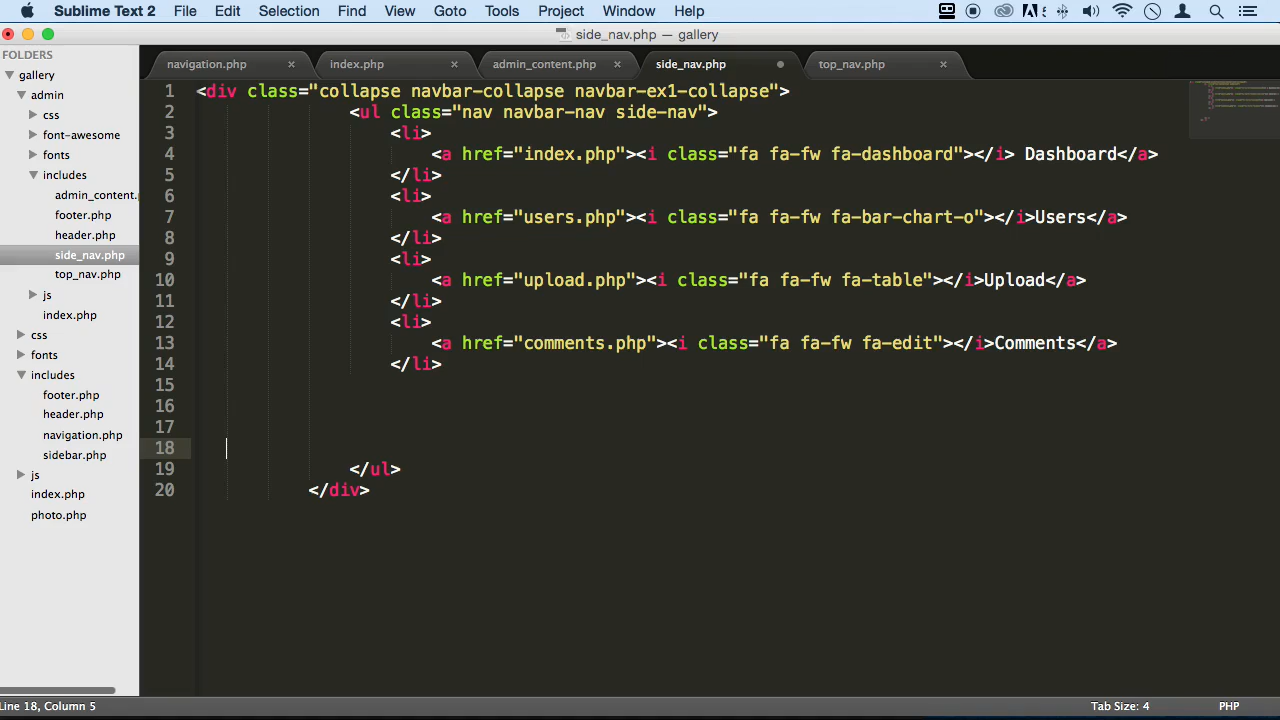 Sublime Text 2 File Edit Selection Find View Goto Tools Project Window Help
side_nav.php — gallery
FOLDERS
navigation.php × index.php × admin_content.php × side_nav.php top_nav.php ×
gallery
admin
css
font-awesome
fonts
includes
admin_content.
footer.php
header.php
side_nav.php
top_nav.php
js
index.php
css
fonts
includes
footer.php
header.php
navigation.php
sidebar.php
js
index.php
photo.php
1 <div class="collapse navbar-collapse navbar-ex1-collapse">
2 <ul class="nav navbar-nav side-nav">
3 <li>
4 <a href="index.php"><i class="fa fa-fw fa-dashboard"></i> Dashboard</a>
5 </li>
6 <li>
7 <a href="users.php"><i class="fa fa-fw fa-bar-chart-o"></i>Users</a>
8 </li>
9 <li>
10 <a href="upload.php"><i class="fa fa-fw fa-table"></i>Upload</a>
11 </li>
12 <li>
13 <a href="comments.php"><i class="fa fa-fw fa-edit"></i>Comments</a>
14 </li>
15
16
17
18
19 </ul>
20 </div>
Line 18, Column 5 Tab Size: 4 PHP